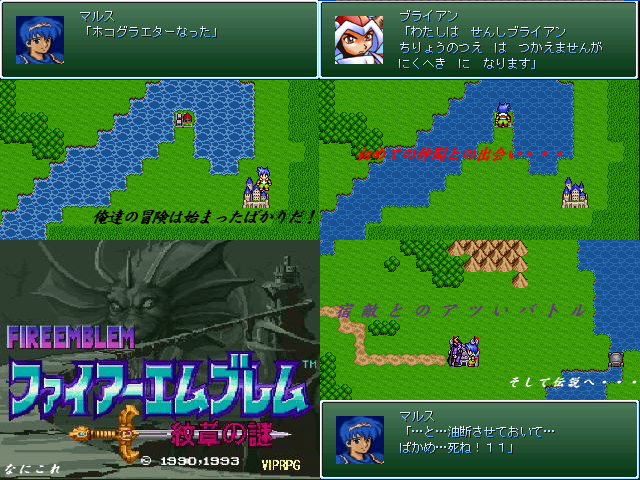 マルス
「ホコグラエターなった」
ブライアン
「わたしは せんしブライアン
ちりょうのつえ は つかえませんが
にくへき に なります」
俺達の冒険は始まったばかりだ!
始めての仲間との出会い・・・
FIRE EMBLEM
ファイアーエムブレム™
紋章の謎
© 1990,1993
なにこれ
VIPRPG
宿敵とのアツいバトル
そして伝説へ・・・
マルス
「…と…油断させておいて…
ばかめ…死ね!11」